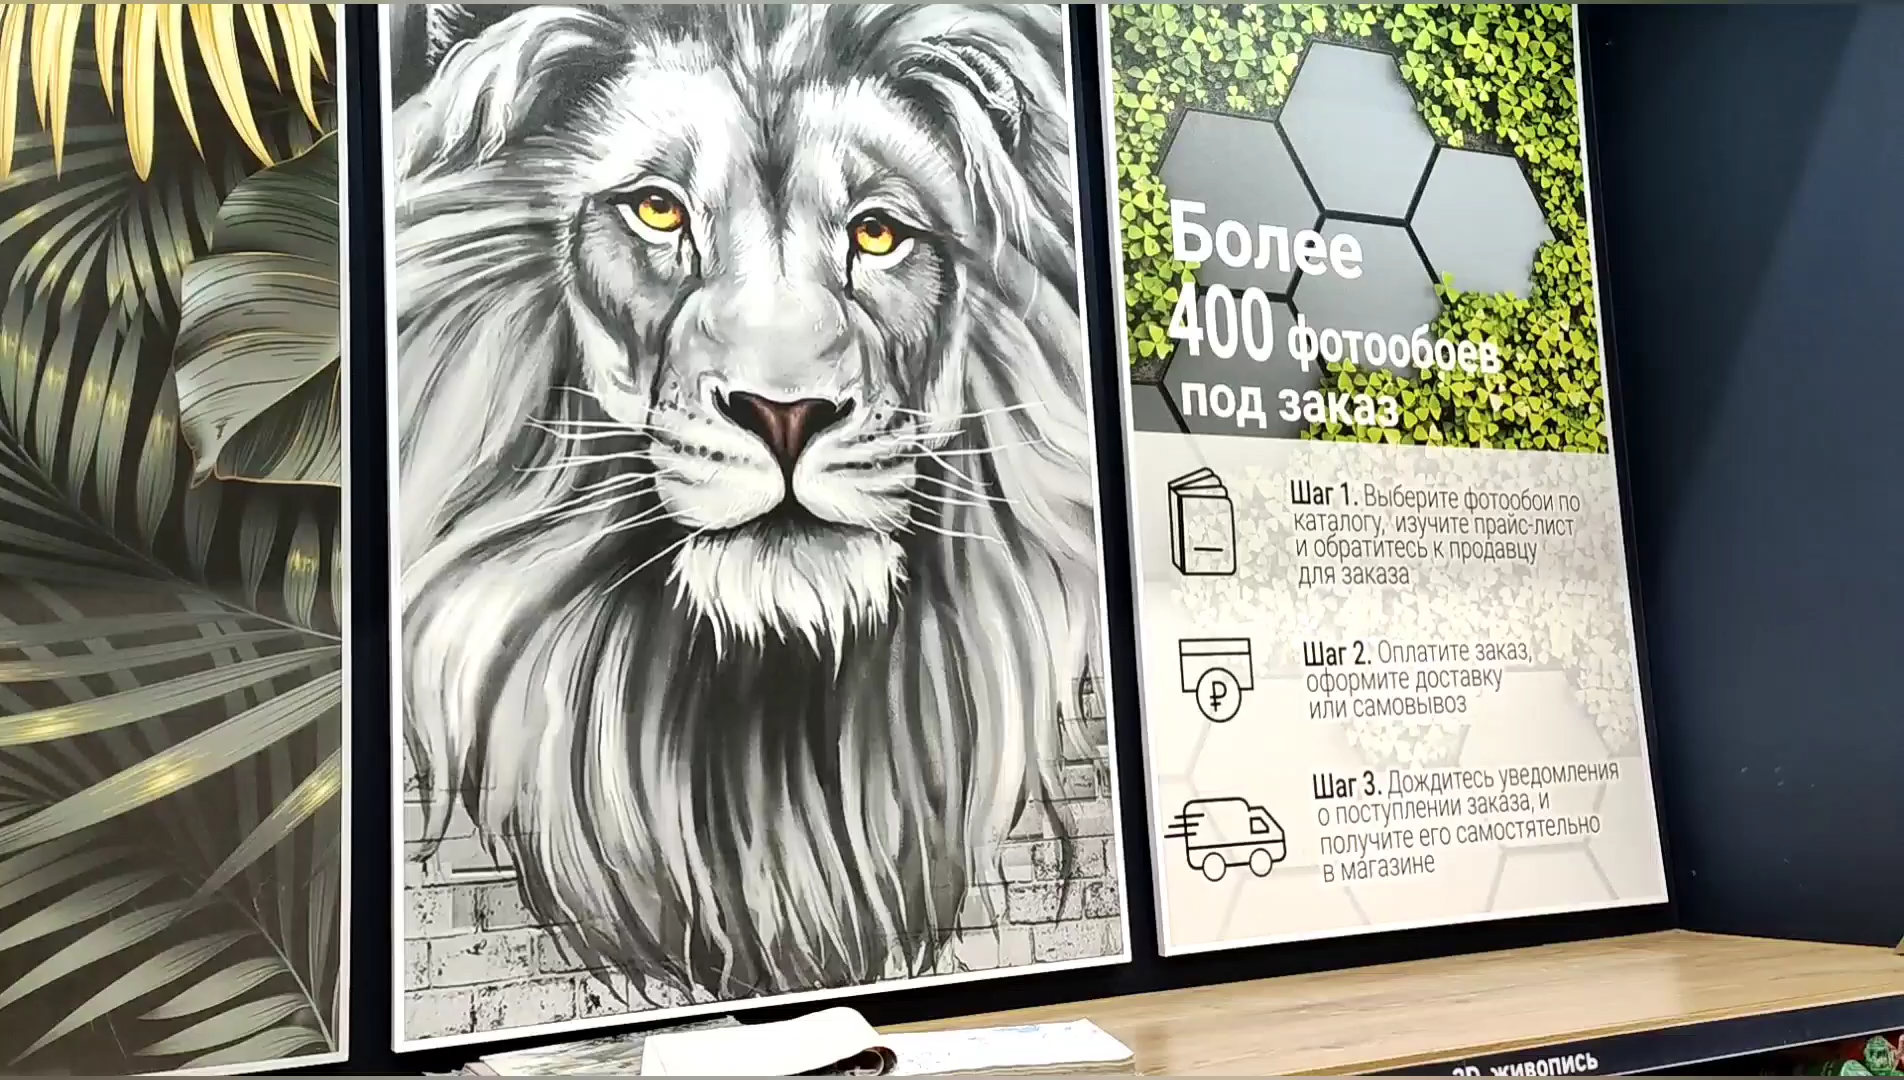 Более
400 фотообоев
под заказ
Шаг 1. Выберите фотообои по
каталогу, изучите прайс-лист
и обратитесь к продавцу
для заказа
Шаг 2. Оплатите заказ,
оформите доставку
или самовывоз
Шаг 3. Дождитесь уведомления
о поступлении заказа, и
получите его самостятельно
в магазине
3D живопись